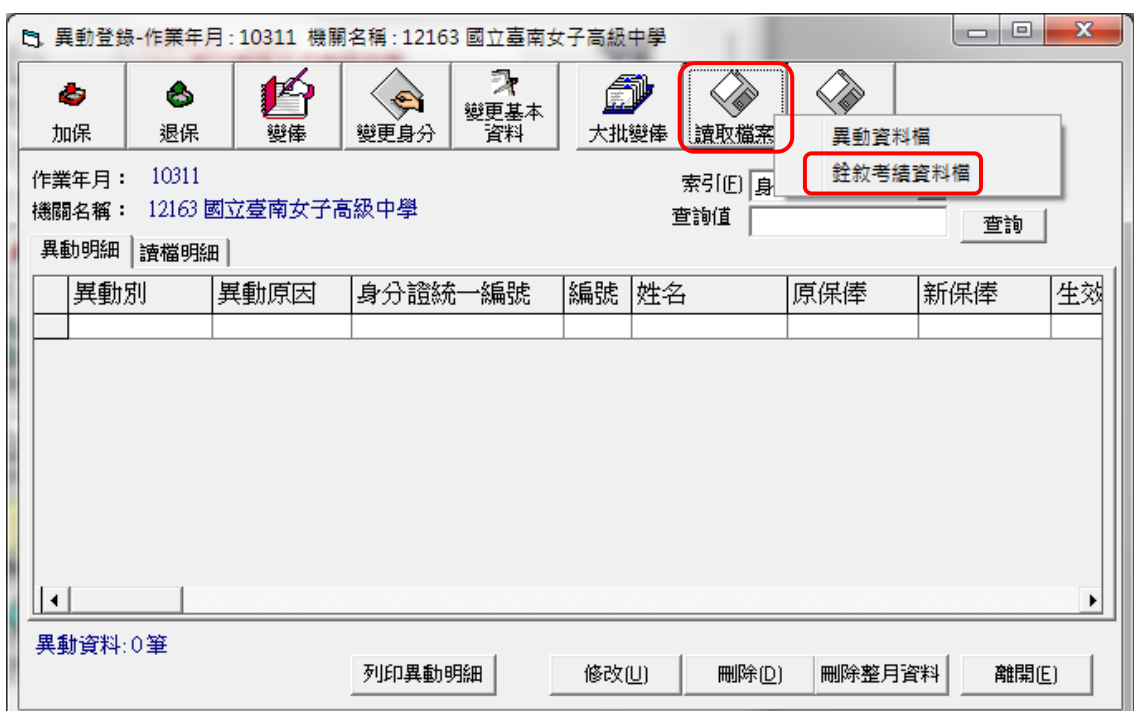 異動登錄-作業年月:10311 機關名稱:12163 國立臺南女子高級中學
加保 退保 變俸 變更身分 變更基本資料 大批變俸 讀取檔案
異動資料檔
銓敘考績資料檔
作業年月： 10311
索引(F) 身
機關名稱： 12163 國立臺南女子高級中學
查詢值 查詢
異動明細 讀檔明細
異動別 異動原因 身分證統一編號 編號 姓名 原保俸 新保俸 生效
異動資料:0筆
列印異動明細 修改(U) 刪除(D) 刪除整月資料 離開(E)